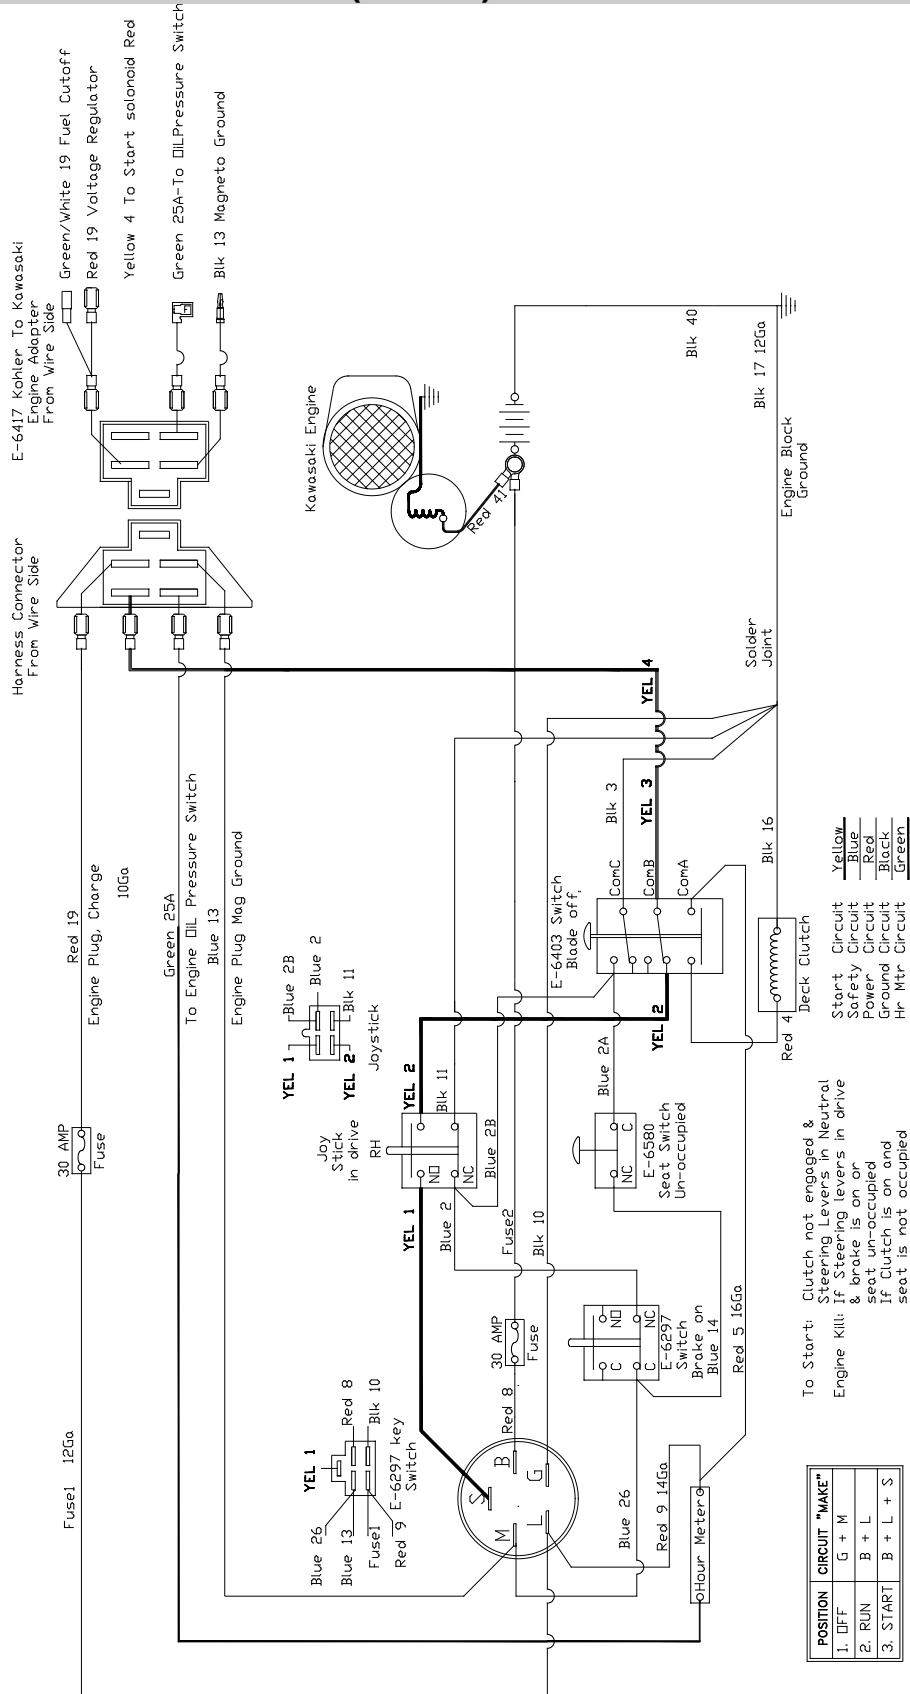 E-6417 Kohler To Kawasaki
Engine Adapter
From Wire Side
Green/White 19 Fuel Cutoff
Red 19 Voltage Regulator
Yellow 4 To Start solonoid Red
Green 25A-To OiLPressure Switch
Blk 13 Magneto Ground
Harness Connector
From Wire Side
Kawasaki Engine
Red 41
Blk 40
Blk 17 12Ga
Engine Block
Ground
Solder
Joint
Red 19
Engine Plug, Charge
10Ga
Green 25A
To Engine OiL Pressure Switch
Blue 13
Engine Plug Mag Ground
YEL 4
YEL 3
Blk 3
Blk 16
E-6403 Switch
Blade off.
ComC
ComB
ComA
Deck Clutch
Red 4
Blue 2B
Blue 2
YEL 1
YEL 2
Blk 11
Joystick
YEL 2
Blue 2A
YEL 2
Blk 11
Joy
Stick
in drive
RH
NO
NC
Blue 2B
C
NC
E-6580
Seat Switch
Un-occupied
30 AMP
Fuse
YEL 1
Blue 2
Fuse2
Blk 10
30 AMP
Fuse
NO
NC
C
C
E-6297
Switch
Brake on
Blue 14
Red 5 16Ga
Fuse1 12Ga
YEL 1
Red 8
Blk 10
Blue 26
Blue 13
Fuse1
Red 9
E-6297 key
Switch
Red 8
S
B
M
G
L
Blue 26
Red 9 14Ga
Hour Meter
Start Circuit Yellow
Safety Circuit Blue
Power Circuit Red
Ground Circuit Black
Hr Mtr Circuit Green
To Start: Clutch not engaged &
Steering Levers in Neutral
Engine Kill: If Steering levers in drive
& brake is on or
seat un-occupied
If Clutch is on and
seat is not occupied
POSITION CIRCUIT "MAKE"
1. OFF G + M
2. RUN B + L
3. START B + L + S